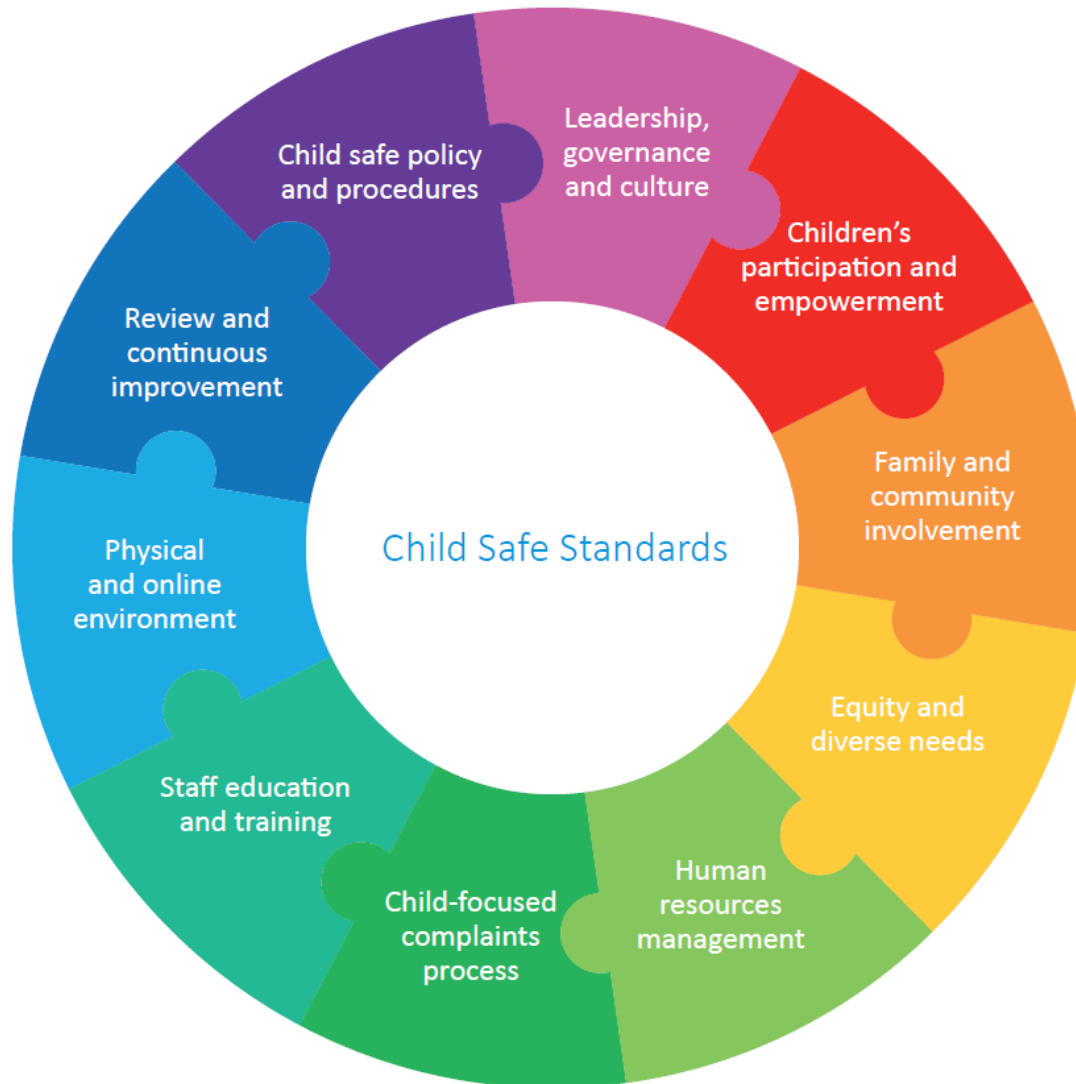 Leadership,
governance
and culture
Children’s
participation and
empowerment
Family and
community
involvement
Equity and
diverse needs
Human
resources
management
Child-focused
complaints
process
Staff education
and training
Physical
and online
environment
Review and
continuous
improvement
Child safe policy
and procedures
Child Safe Standards